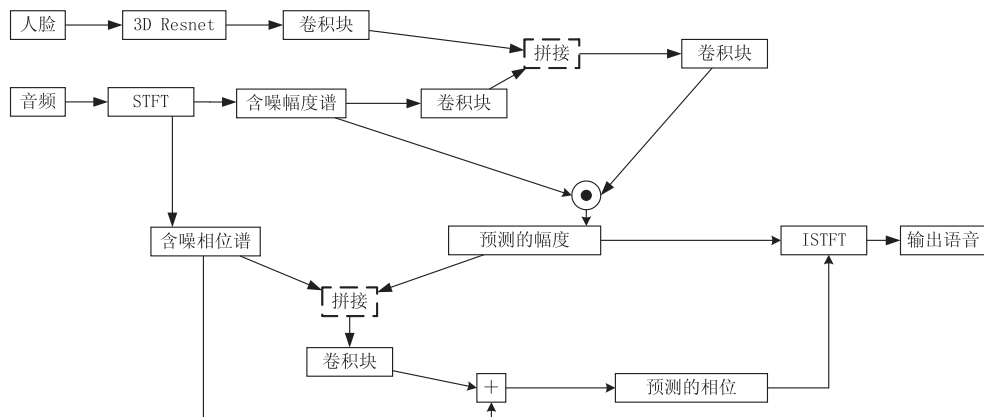 人脸
3D Resnet
卷积块
拼接
卷积块
音频
STFT
含噪幅度谱
卷积块
含噪相位谱
预测的幅度
ISTFT
输出语音
拼接
卷积块
+
预测的相位